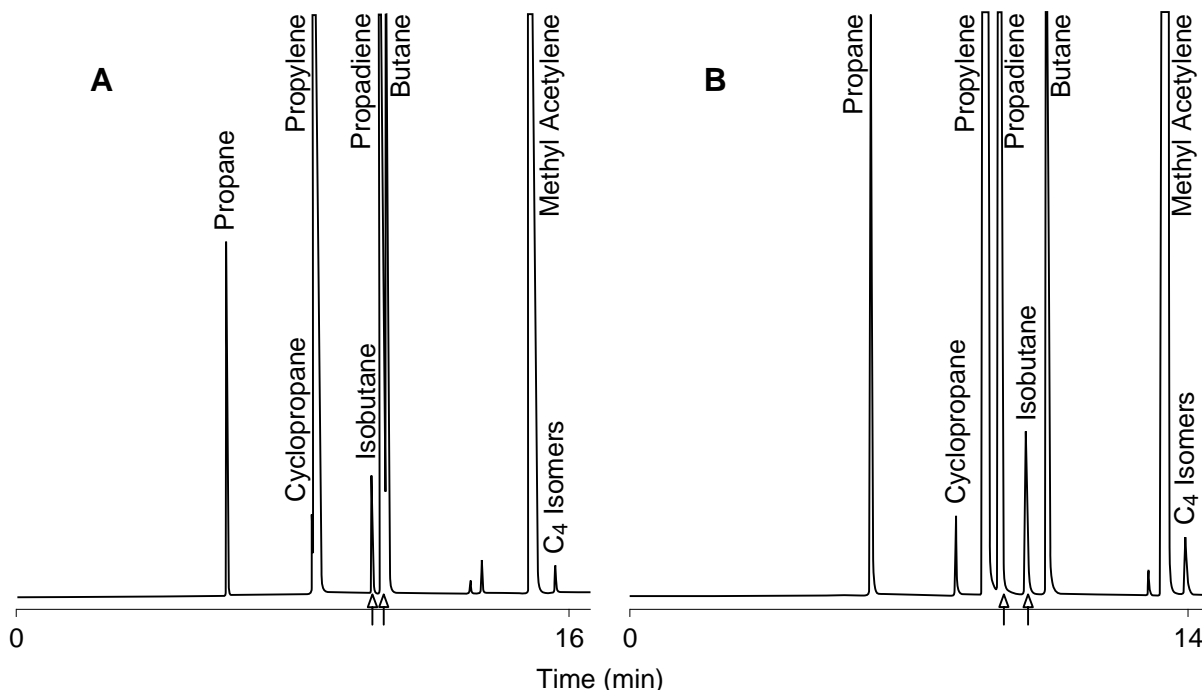 A
Propane
Cyclopropane
Propylene
Isobutane
Propadiene
Butane
Methyl Acetylene
C4 Isomers
0
16
B
Propane
Cyclopropane
Propylene
Propadiene
Isobutane
Butane
Methyl Acetylene
C4 Isomers
0
14
Time (min)